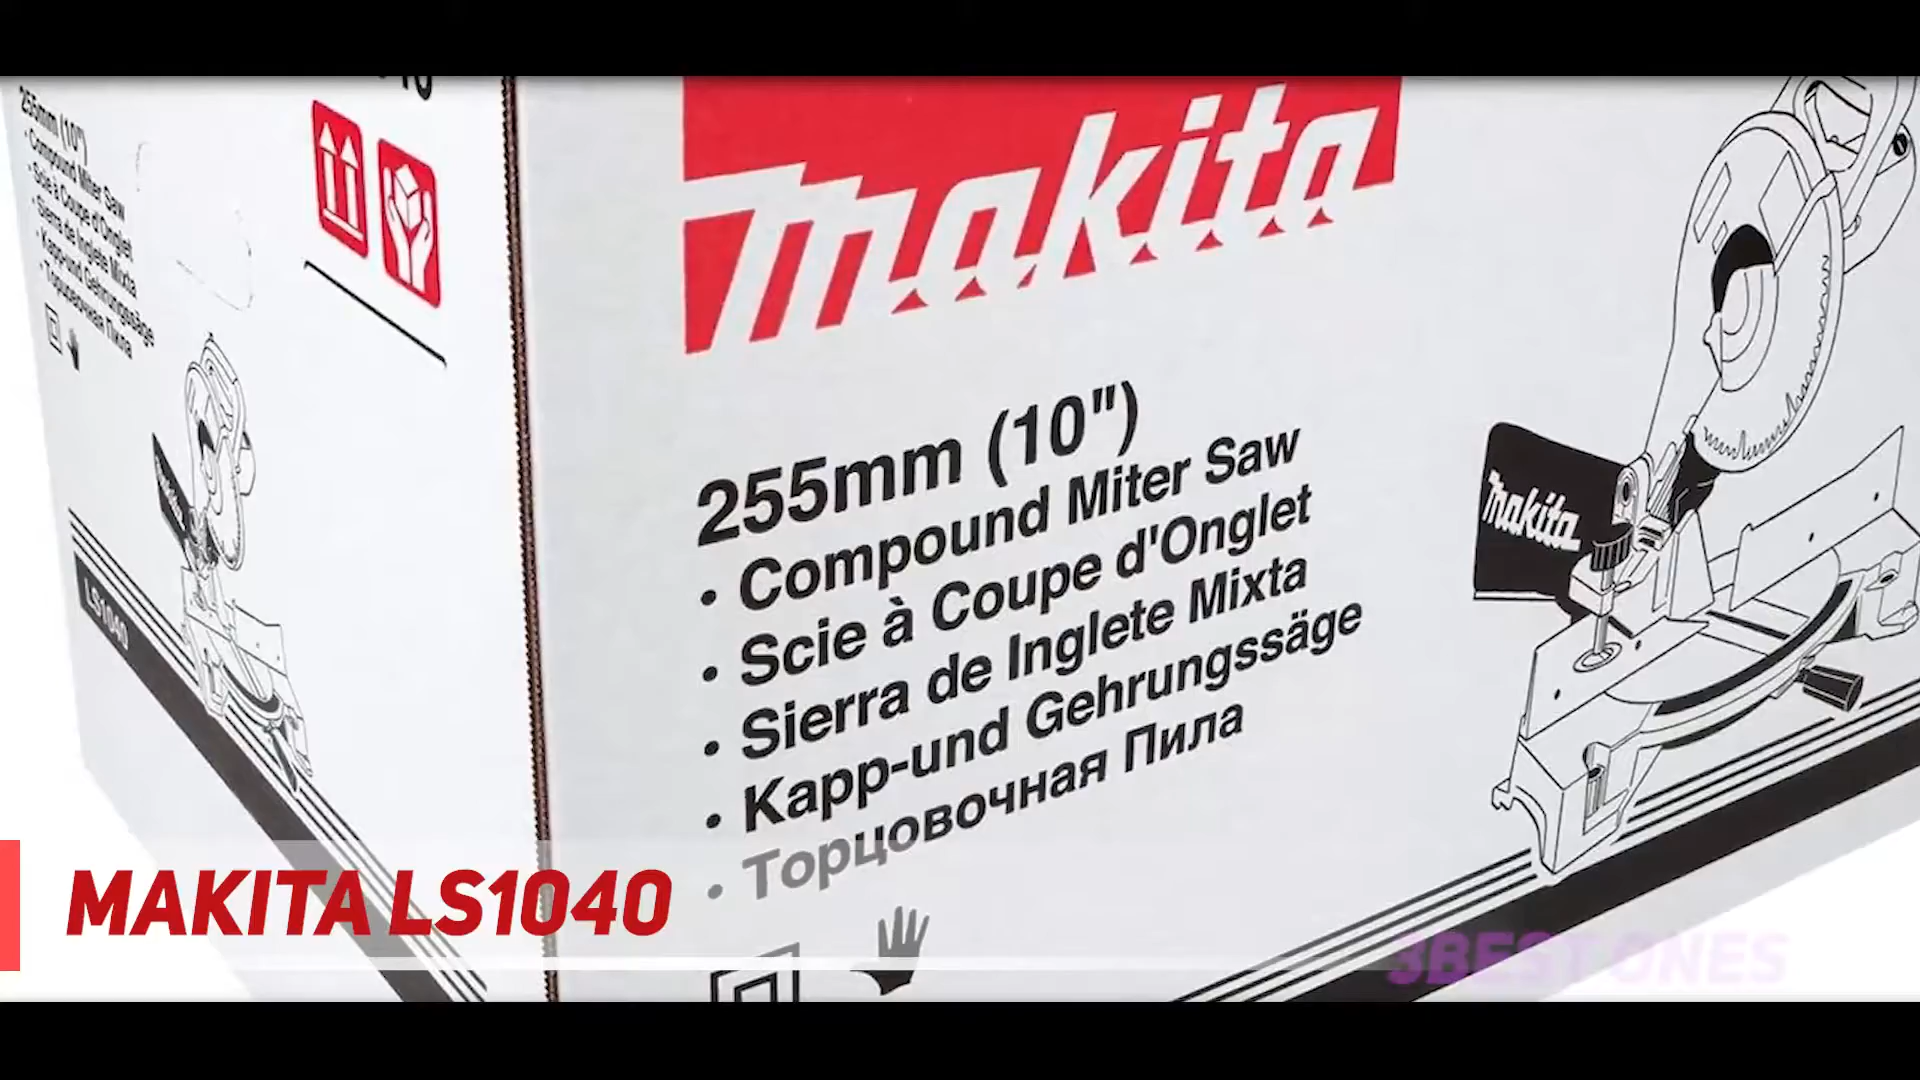 255mm (10")
• Compound Miter Saw
• Scie à Coupe d'Onglet
• Sierra de Inglete Mixta
• Kapp-und Gehrungssäge
• Торцовочная Пила
LS1040
makita
255mm (10")
• Compound Miter Saw
• Scie à Coupe d'Onglet
• Sierra de Inglete Mixta
• Kapp-und Gehrungssäge
• Торцовочная Пила
makita
MAKITA LS1040
3BEST ONES